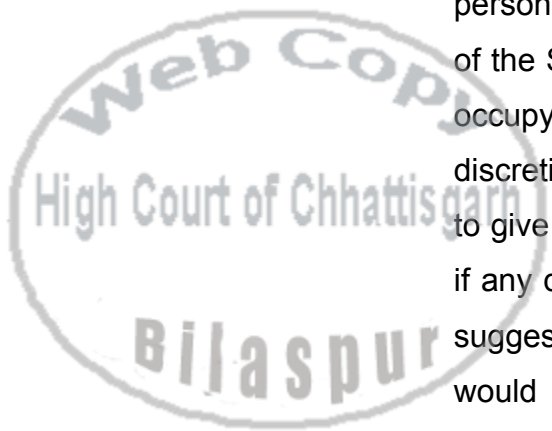 person
of the S
occupy
discreti
to give
if any o
sugges
would
Web Copy
High Court of Chhattisgarh
Bilaspur